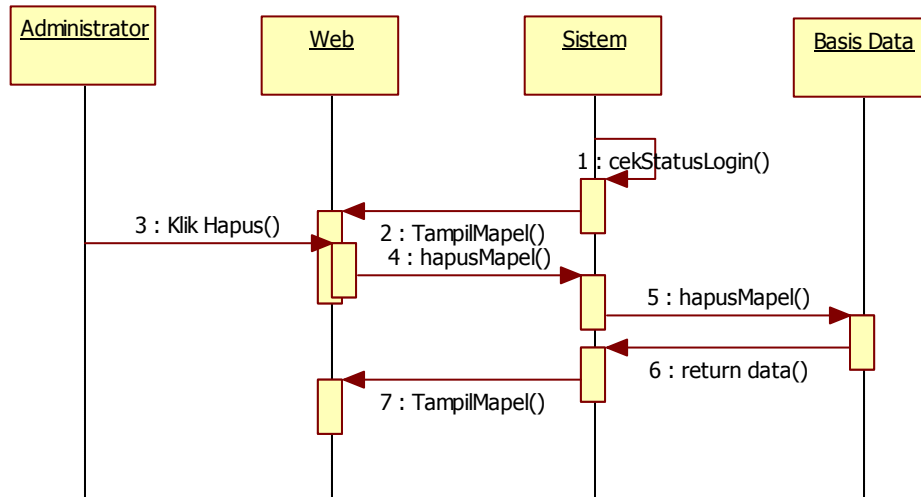 Administrator
Web
Sistem
Basis Data
1 : cekStatusLogin()
2 : TampilMapel()
3 : Klik Hapus()
4 : hapusMapel()
5 : hapusMapel()
6 : return data()
7 : TampilMapel()